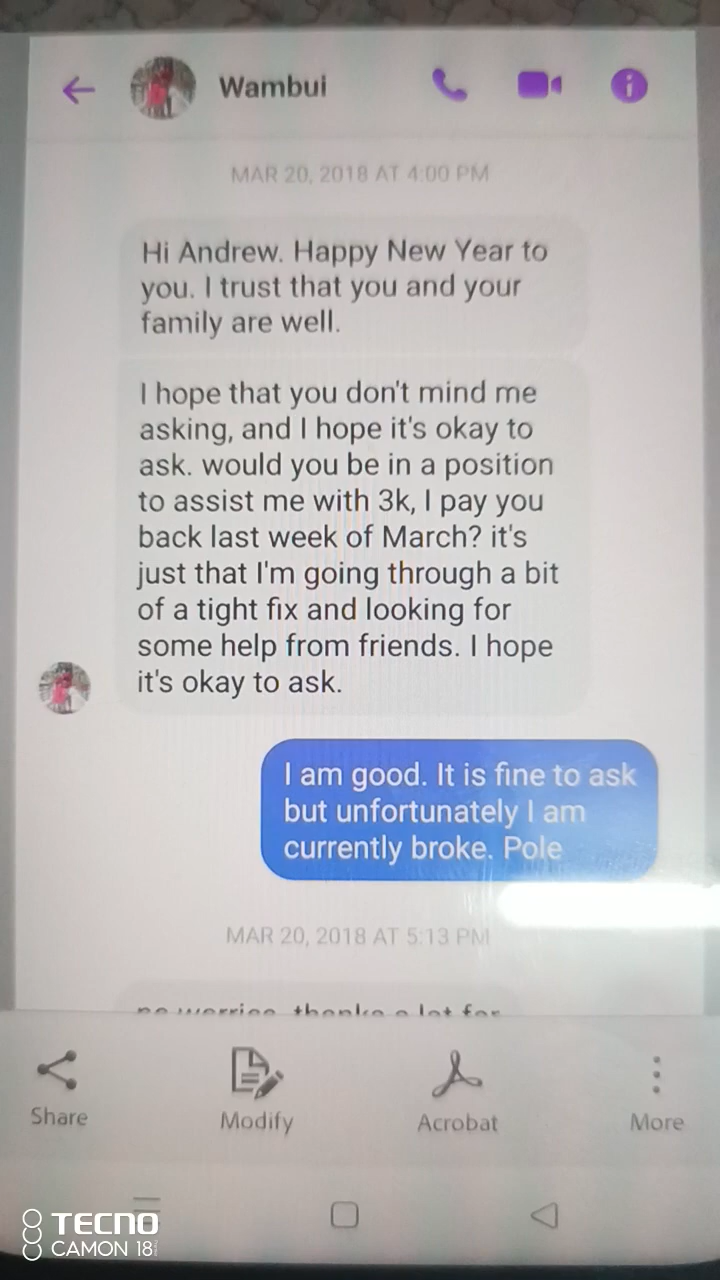 Wambui
MAR 20, 2018 AT 4:00 PM
Hi Andrew. Happy New Year to
you. I trust that you and your
family are well.
I hope that you don't mind me
asking, and I hope it's okay to
ask. would you be in a position
to assist me with 3k, I pay you
back last week of March? it's
just that I'm going through a bit
of a tight fix and looking for
some help from friends. I hope
it's okay to ask.
I am good. It is fine to ask
but unfortunately I am
currently broke. Pole
MAR 20, 2018 AT 5:13 PM
no worries, thanks a lot for
Share
Modify
Acrobat
More
TECNO
CAMON 18